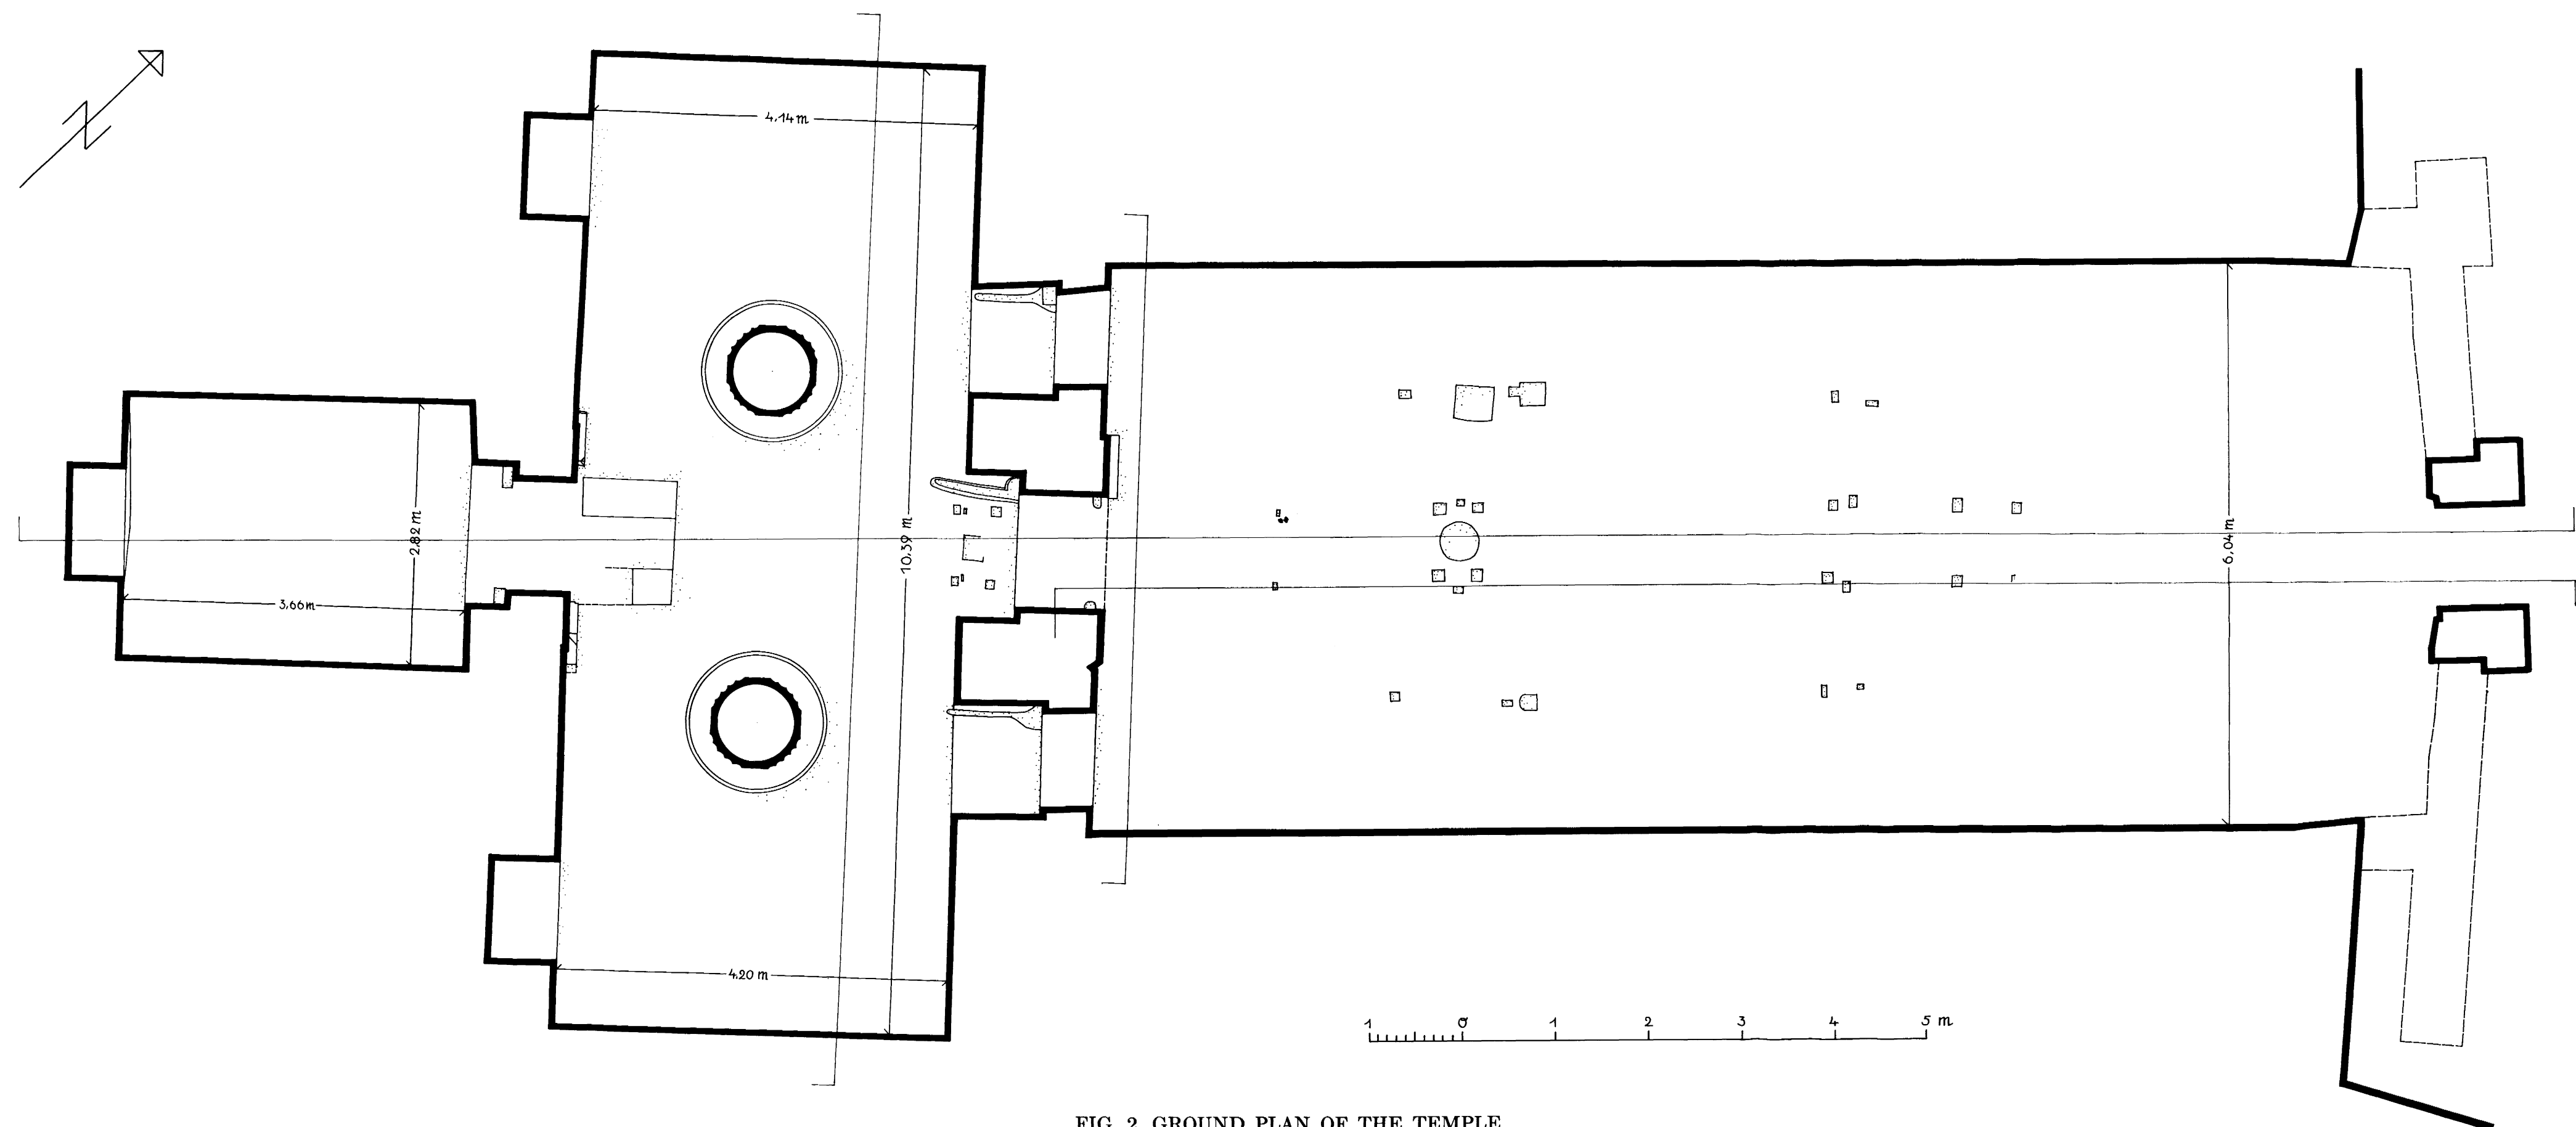 4.14 m
10.39 m
2.82 m
3.66 m
4.20 m
6,04 m
1 0 1 2 3 4 5 m
FIG. 2. GROUND PLAN OF THE TEMPLE